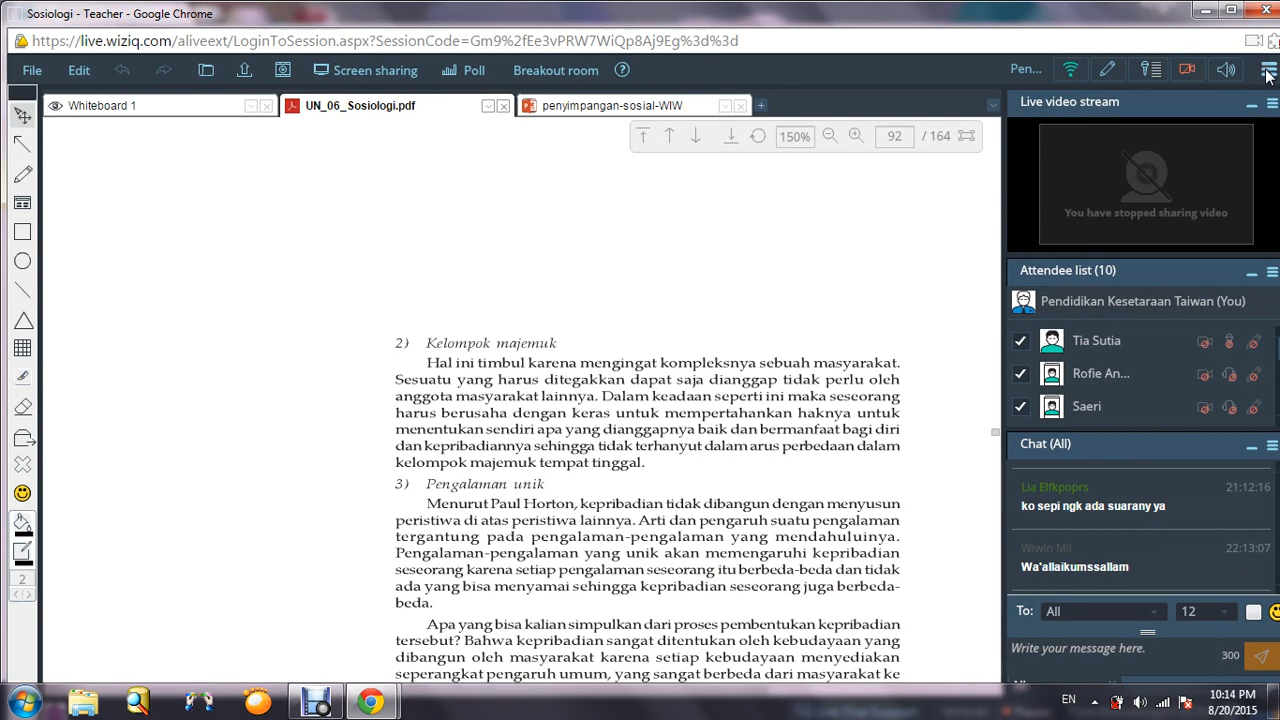 Sosiologi - Teacher - Google Chrome
https://live.wiziq.com/aliveext/LoginToSession.aspx?SessionCode=Gm9%2fEe3vPRW7WiQp8Aj9Eg%3d%3d
File Edit Screen sharing Poll Breakout room Pen...
Whiteboard 1 UN_06_Sosiologi.pdf penyimpangan-sosial-WIW
150% 92 / 164
Live video stream
You have stopped sharing video
Attendee list (10)
Pendidikan Kesetaraan Taiwan (You)
Tia Sutia
Rofie An...
Saeri
Chat (All)
Lia Elfkpoprs 21:12:16
ko sepi ngk ada suarany ya
Wiwin Mil 22:13:07
Wa'allaikumssallam
To: All 12
Write your message here. 300
2) Kelompok majemuk
Hal ini timbul karena mengingat kompleksnya sebuah masyarakat.
Sesuatu yang harus ditegakkan dapat saja dianggap tidak perlu oleh
anggota masyarakat lainnya. Dalam keadaan seperti ini maka seseorang
harus berusaha dengan keras untuk mempertahankan haknya untuk
menentukan sendiri apa yang dianggapnya baik dan bermanfaat bagi diri
dan kepribadiannya sehingga tidak terhanyut dalam arus perbedaan dalam
kelompok majemuk tempat tinggal.
3) Pengalaman unik
Menurut Paul Horton, kepribadian tidak dibangun dengan menyusun
peristiwa di atas peristiwa lainnya. Arti dan pengaruh suatu pengalaman
tergantung pada pengalaman-pengalaman yang mendahuluinya.
Pengalaman-pengalaman yang unik akan memengaruhi kepribadian
seseorang karena setiap pengalaman seseorang itu berbeda-beda dan tidak
ada yang bisa menyamai sehingga kepribadian seseorang juga berbeda-
beda.
Apa yang bisa kalian simpulkan dari proses pembentukan kepribadian
tersebut? Bahwa kepribadian sangat ditentukan oleh kebudayaan yang
dibangun oleh masyarakat karena setiap kebudayaan menyediakan
seperangkat pengaruh umum, yang sangat berbeda dari masyarakat ke
2
EN 10:14 PM
8/20/2015